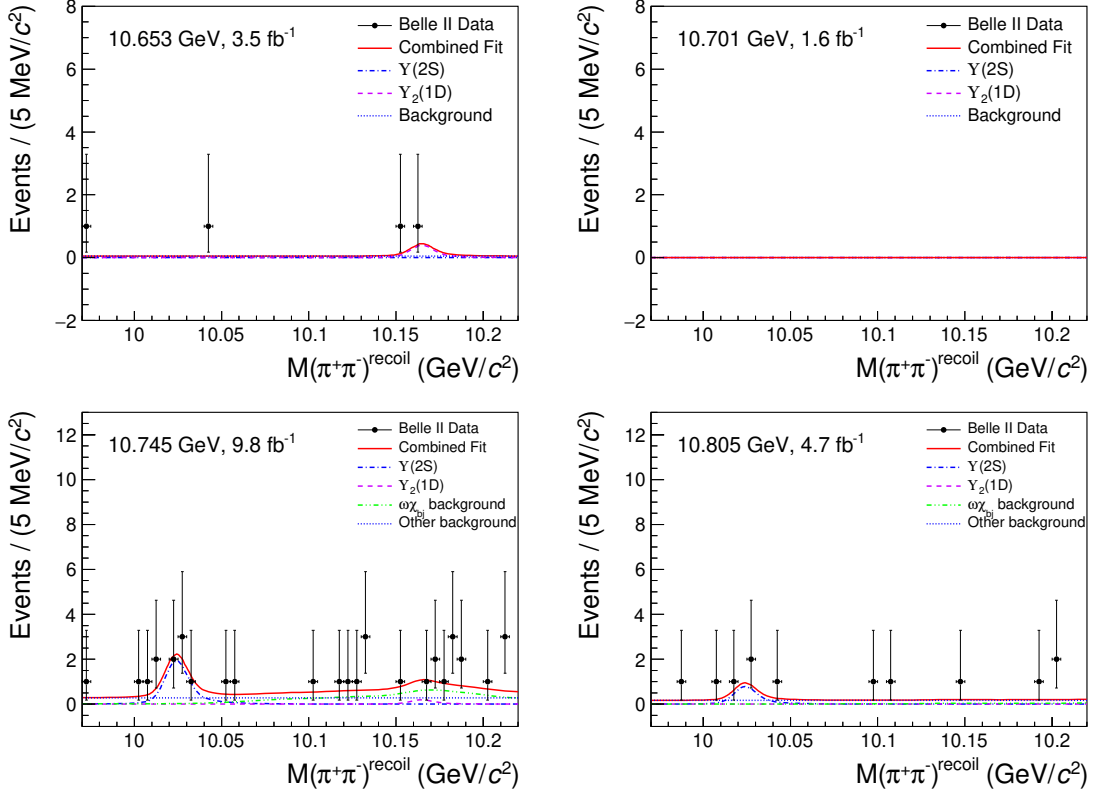 Events / (5 MeV/c²)
8
6
4
2
0
−2
10.653 GeV, 3.5 fb⁻¹
Belle II Data
Combined Fit
ϒ(2S)
ϒ₂(1D)
Background
10 10.05 10.1 10.15 10.2
M(π⁺π⁻)ʳᵉᶜᵒⁱˡ (GeV/c²)
Events / (5 MeV/c²)
8
6
4
2
0
−2
10.701 GeV, 1.6 fb⁻¹
Belle II Data
Combined Fit
ϒ(2S)
ϒ₂(1D)
Background
10 10.05 10.1 10.15 10.2
M(π⁺π⁻)ʳᵉᶜᵒⁱˡ (GeV/c²)
Events / (5 MeV/c²)
12
10
8
6
4
2
0
10.745 GeV, 9.8 fb⁻¹
Belle II Data
Combined Fit
ϒ(2S)
ϒ₂(1D)
ωχ_bj background
Other background
10 10.05 10.1 10.15 10.2
M(π⁺π⁻)ʳᵉᶜᵒⁱˡ (GeV/c²)
Events / (5 MeV/c²)
12
10
8
6
4
2
0
10.805 GeV, 4.7 fb⁻¹
Belle II Data
Combined Fit
ϒ(2S)
ϒ₂(1D)
ωχ_bj background
Other background
10 10.05 10.1 10.15 10.2
M(π⁺π⁻)ʳᵉᶜᵒⁱˡ (GeV/c²)